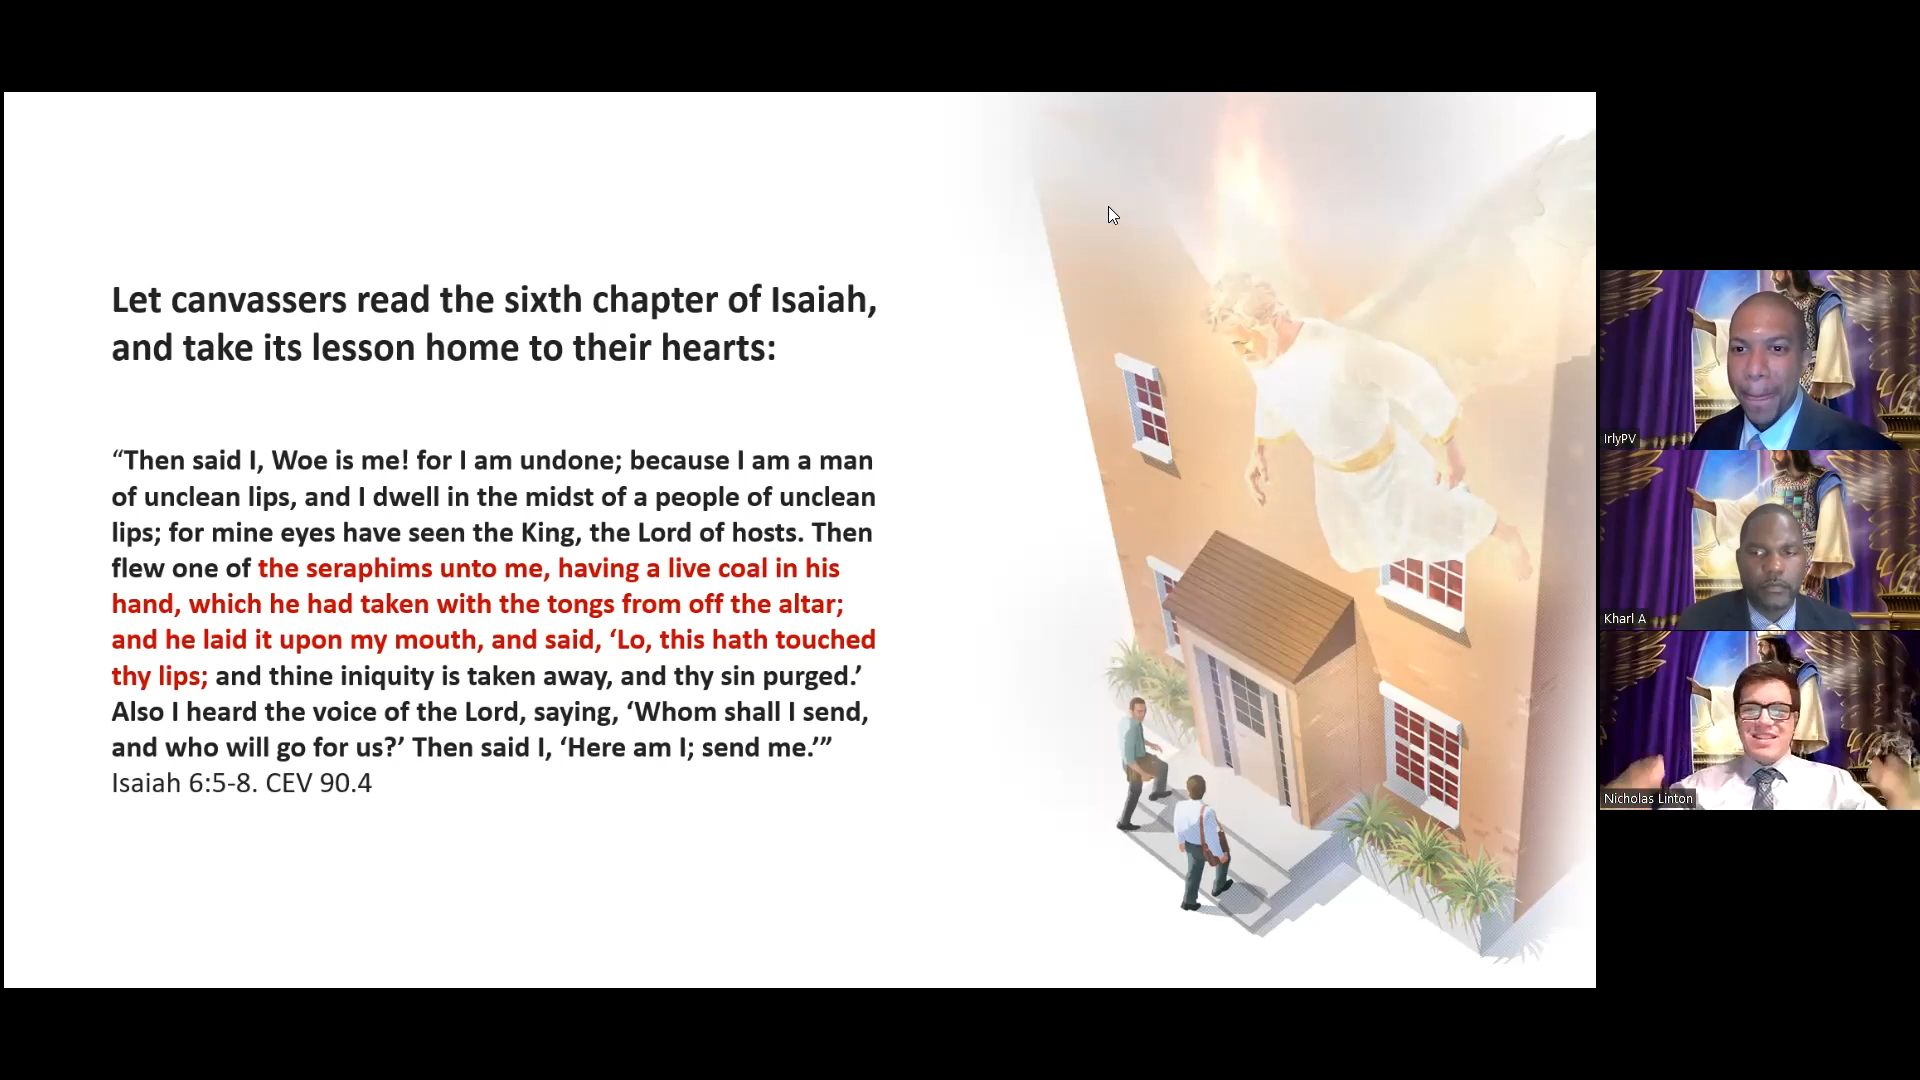 Let canvassers read the sixth chapter of Isaiah,
and take its lesson home to their hearts:
“Then said I, Woe is me! for I am undone; because I am a man
of unclean lips, and I dwell in the midst of a people of unclean
lips; for mine eyes have seen the King, the Lord of hosts. Then
flew one of the seraphims unto me, having a live coal in his
hand, which he had taken with the tongs from off the altar;
and he laid it upon my mouth, and said, ‘Lo, this hath touched
thy lips; and thine iniquity is taken away, and thy sin purged.’
Also I heard the voice of the Lord, saying, ‘Whom shall I send,
and who will go for us?’ Then said I, ‘Here am I; send me.’”
Isaiah 6:5-8. CEV 90.4
IrlyPV
Kharl A
Nicholas Linton